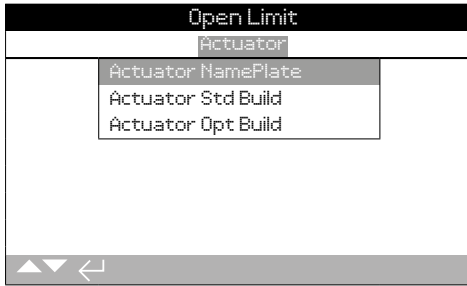 Open Limit
Actuator
Actuator NamePlate
Actuator Std Build
Actuator Opt Build